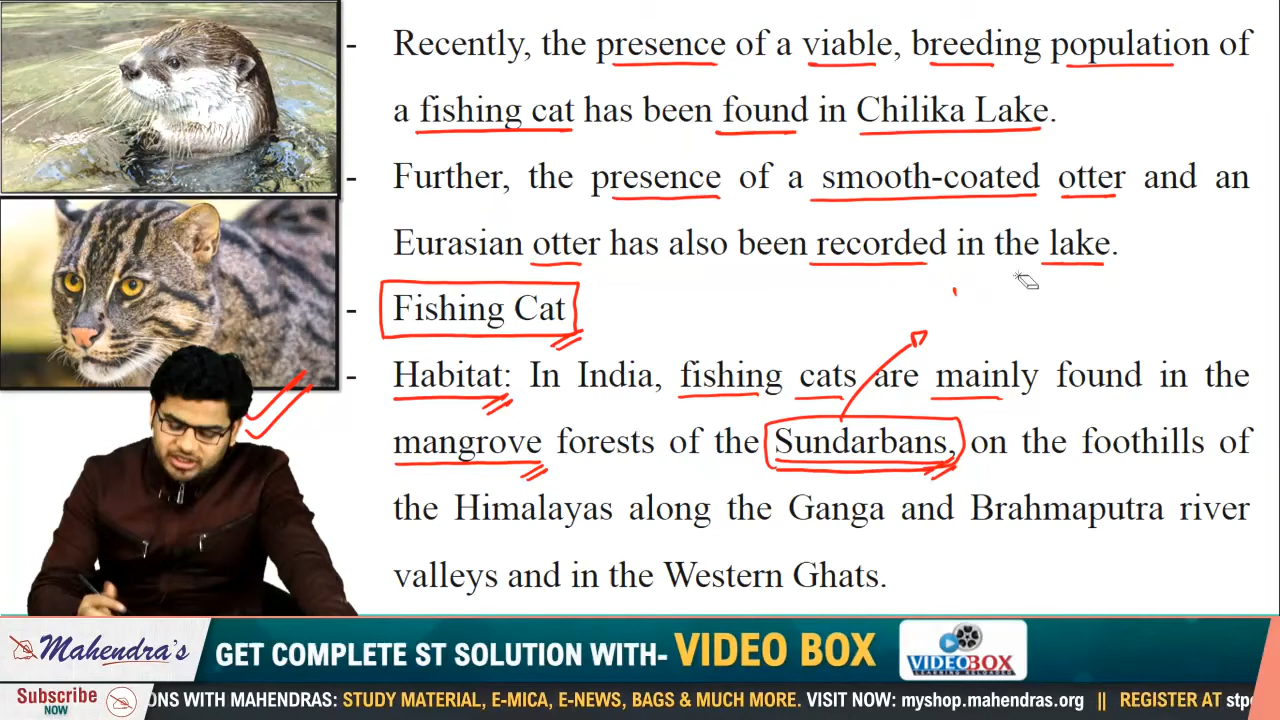 - Recently, the presence of a viable, breeding population of
a fishing cat has been found in Chilika Lake.
- Further, the presence of a smooth-coated otter and an
Eurasian otter has also been recorded in the lake.
- Fishing Cat
- Habitat: In India, fishing cats are mainly found in the
mangrove forests of the Sundarbans, on the foothills of
the Himalayas along the Ganga and Brahmaputra river
valleys and in the Western Ghats.
Mahendra's
GET COMPLETE ST SOLUTION WITH- VIDEO BOX
VIDEOBOX
LEARNING RELOADED
Subscribe
NOW
ONS WITH MAHENDRAS: STUDY MATERIAL, E-MICA, E-NEWS, BAGS & MUCH MORE. VISIT NOW: myshop.mahendras.org || REGISTER AT stp